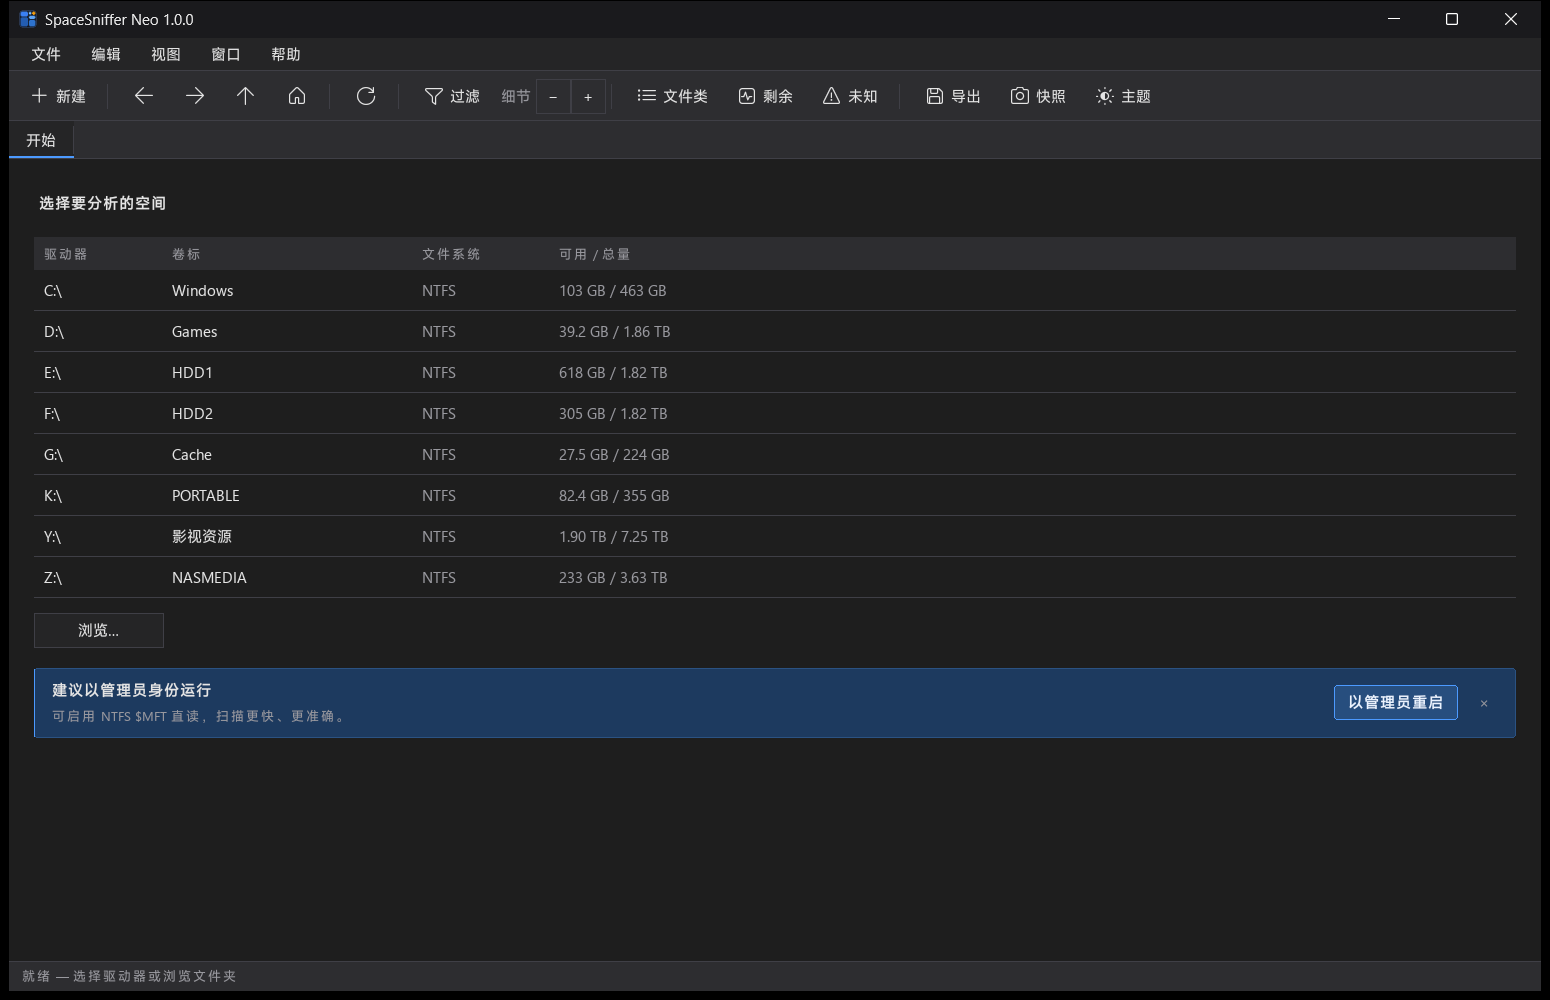 SpaceSniffer Neo 1.0.0
文件 编辑 视图 窗口 帮助
新建 过滤 细节 − + 文件类 剩余 未知 导出 快照 主题
开始
选择要分析的空间
驱动器 卷标 文件系统 可用 / 总量
C:\ Windows NTFS 103 GB / 463 GB
D:\ Games NTFS 39.2 GB / 1.86 TB
E:\ HDD1 NTFS 618 GB / 1.82 TB
F:\ HDD2 NTFS 305 GB / 1.82 TB
G:\ Cache NTFS 27.5 GB / 224 GB
K:\ PORTABLE NTFS 82.4 GB / 355 GB
Y:\ 影视资源 NTFS 1.90 TB / 7.25 TB
Z:\ NASMEDIA NTFS 233 GB / 3.63 TB
浏览...
建议以管理员身份运行
可启用 NTFS $MFT 直读，扫描更快、更准确。
以管理员重启 ×
就绪 — 选择驱动器或浏览文件夹